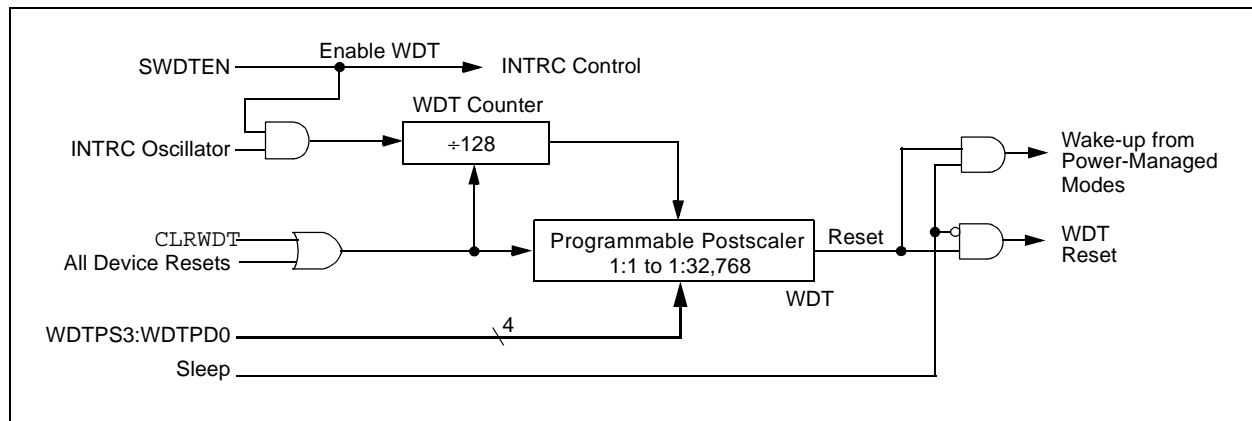 Enable WDT
SWDTEN
INTRC Control
WDT Counter
INTRC Oscillator
÷128
Wake-up from
Power-Managed
Modes
CLRWDT
All Device Resets
Programmable Postscaler
1:1 to 1:32,768
Reset
WDT
WDT
Reset
WDTPS3:WDTPD0
4
Sleep